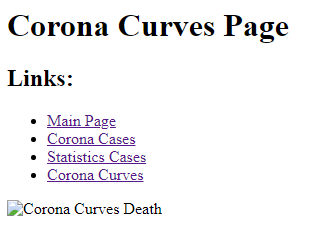 Corona Curves Page
Links:
Main Page
Corona Cases
Statistics Cases
Corona Curves
Corona Curves Death